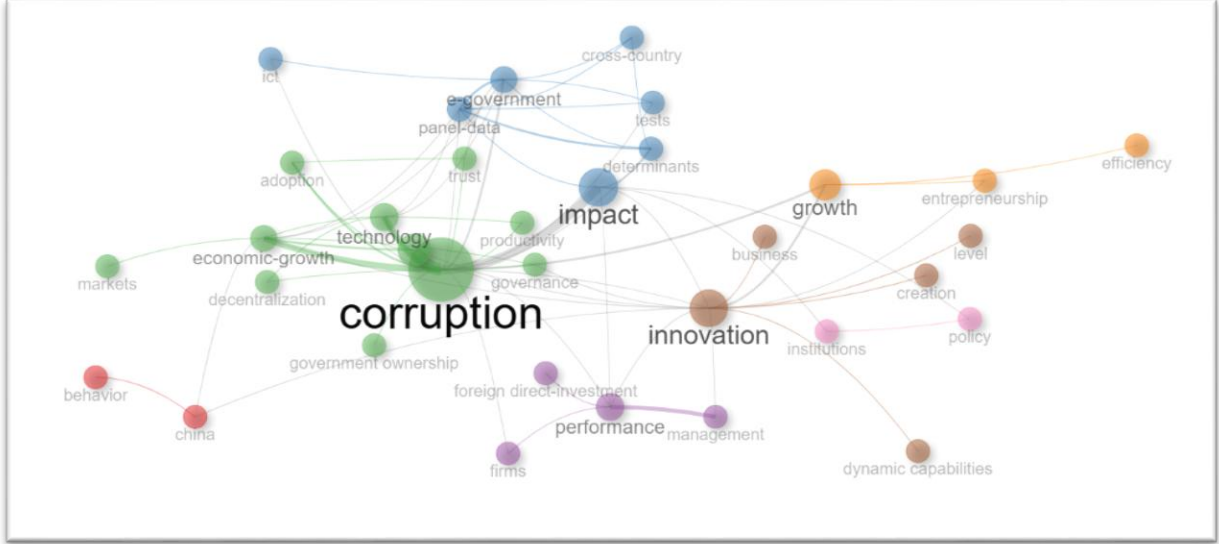 cross-country
ict
e-government
tests
panel-data
determinants
efficiency
adoption
trust
entrepreneurship
impact
growth
technology
productivity
business
level
economic-growth
markets
governance
decentralization
creation
corruption
innovation
policy
institutions
government ownership
behavior
foreign direct-investment
china
performance
management
firms
dynamic capabilities